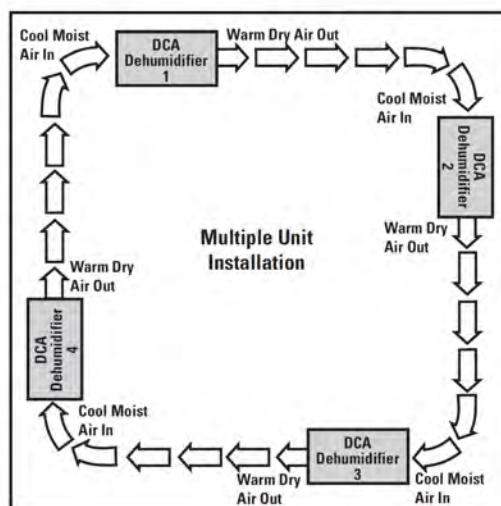 Cool Moist
Air In
DCA
Dehumidifier
1
Warm Dry Air Out
Cool Moist
Air In
DCA
Dehumidifier
2
Warm Dry
Air Out
Multiple Unit
Installation
Warm Dry
Air Out
DCA
Dehumidifier
4
Cool Moist
Air In
DCA
Dehumidifier
3
Warm Dry
Air Out
Cool Moist
Air In